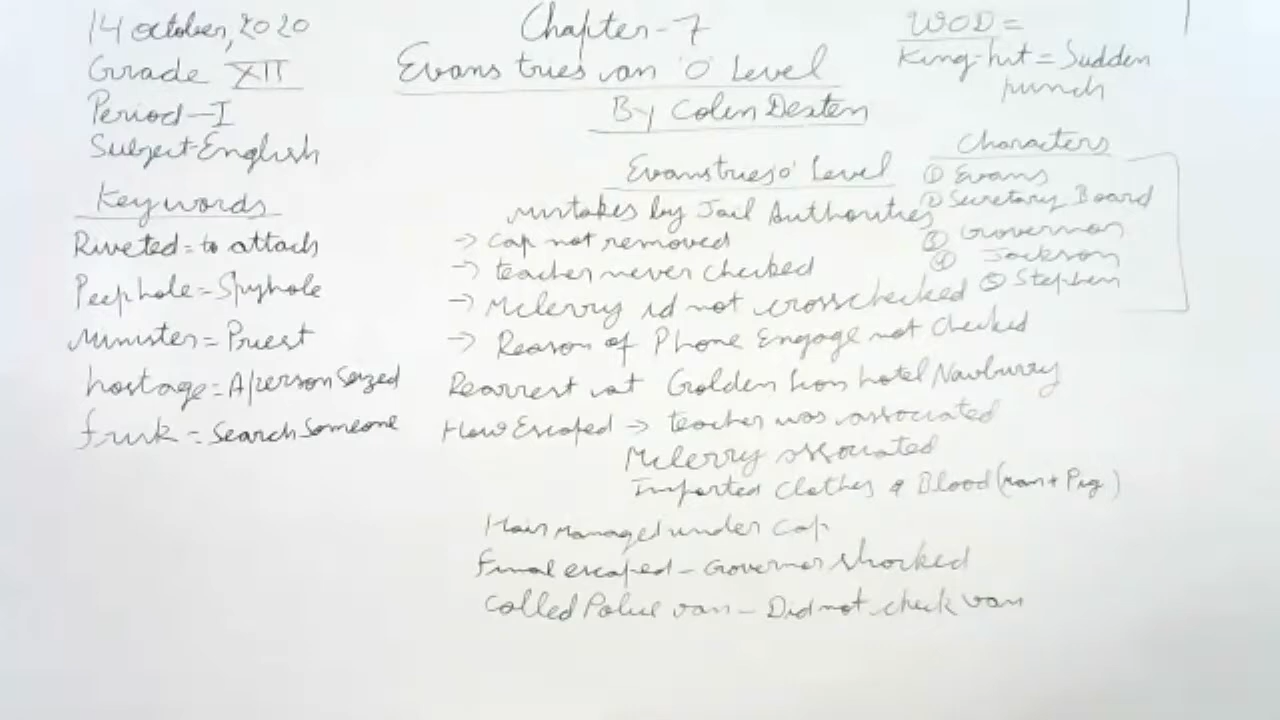 14 October, 2020
Grade XII
Period-I
Subject-English
Chapter-7
Evans tries an 'O' Level
By Colin Dexter
WOD =
King-hit = Sudden
punch
Keywords
Riveted = to attach
Peephole = Spyhole
Minister = Priest
hostage = A person Seized
frisk = Search Someone
Evans tries o' Level
mistakes by Jail Authorities
→ Cap not removed
→ teacher never checked
→ Mclerry id not crosschecked
→ Reason of Phone Engage not checked
Rearrest at Golden lion hotel Newburry
How Escaped → teacher was associated
Mclerry associated
Imported Clothes & Blood (man + Pig)
Hair Managed under cap
Final escaped - Governer shocked
Called Police van - Did not check van
Characters
① Evans
② Secretary Board
③ Governor
④ Jackson
⑤ Stephen